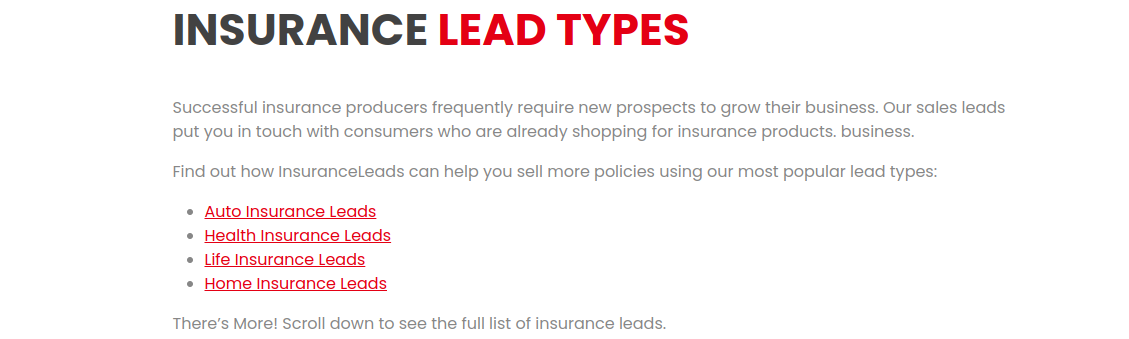 INSURANCE LEAD TYPES
Successful insurance producers frequently require new prospects to grow their business. Our sales leads
put you in touch with consumers who are already shopping for insurance products. business.
Find out how InsuranceLeads can help you sell more policies using our most popular lead types:
Auto Insurance Leads
Health Insurance Leads
Life Insurance Leads
Home Insurance Leads
There’s More! Scroll down to see the full list of insurance leads.